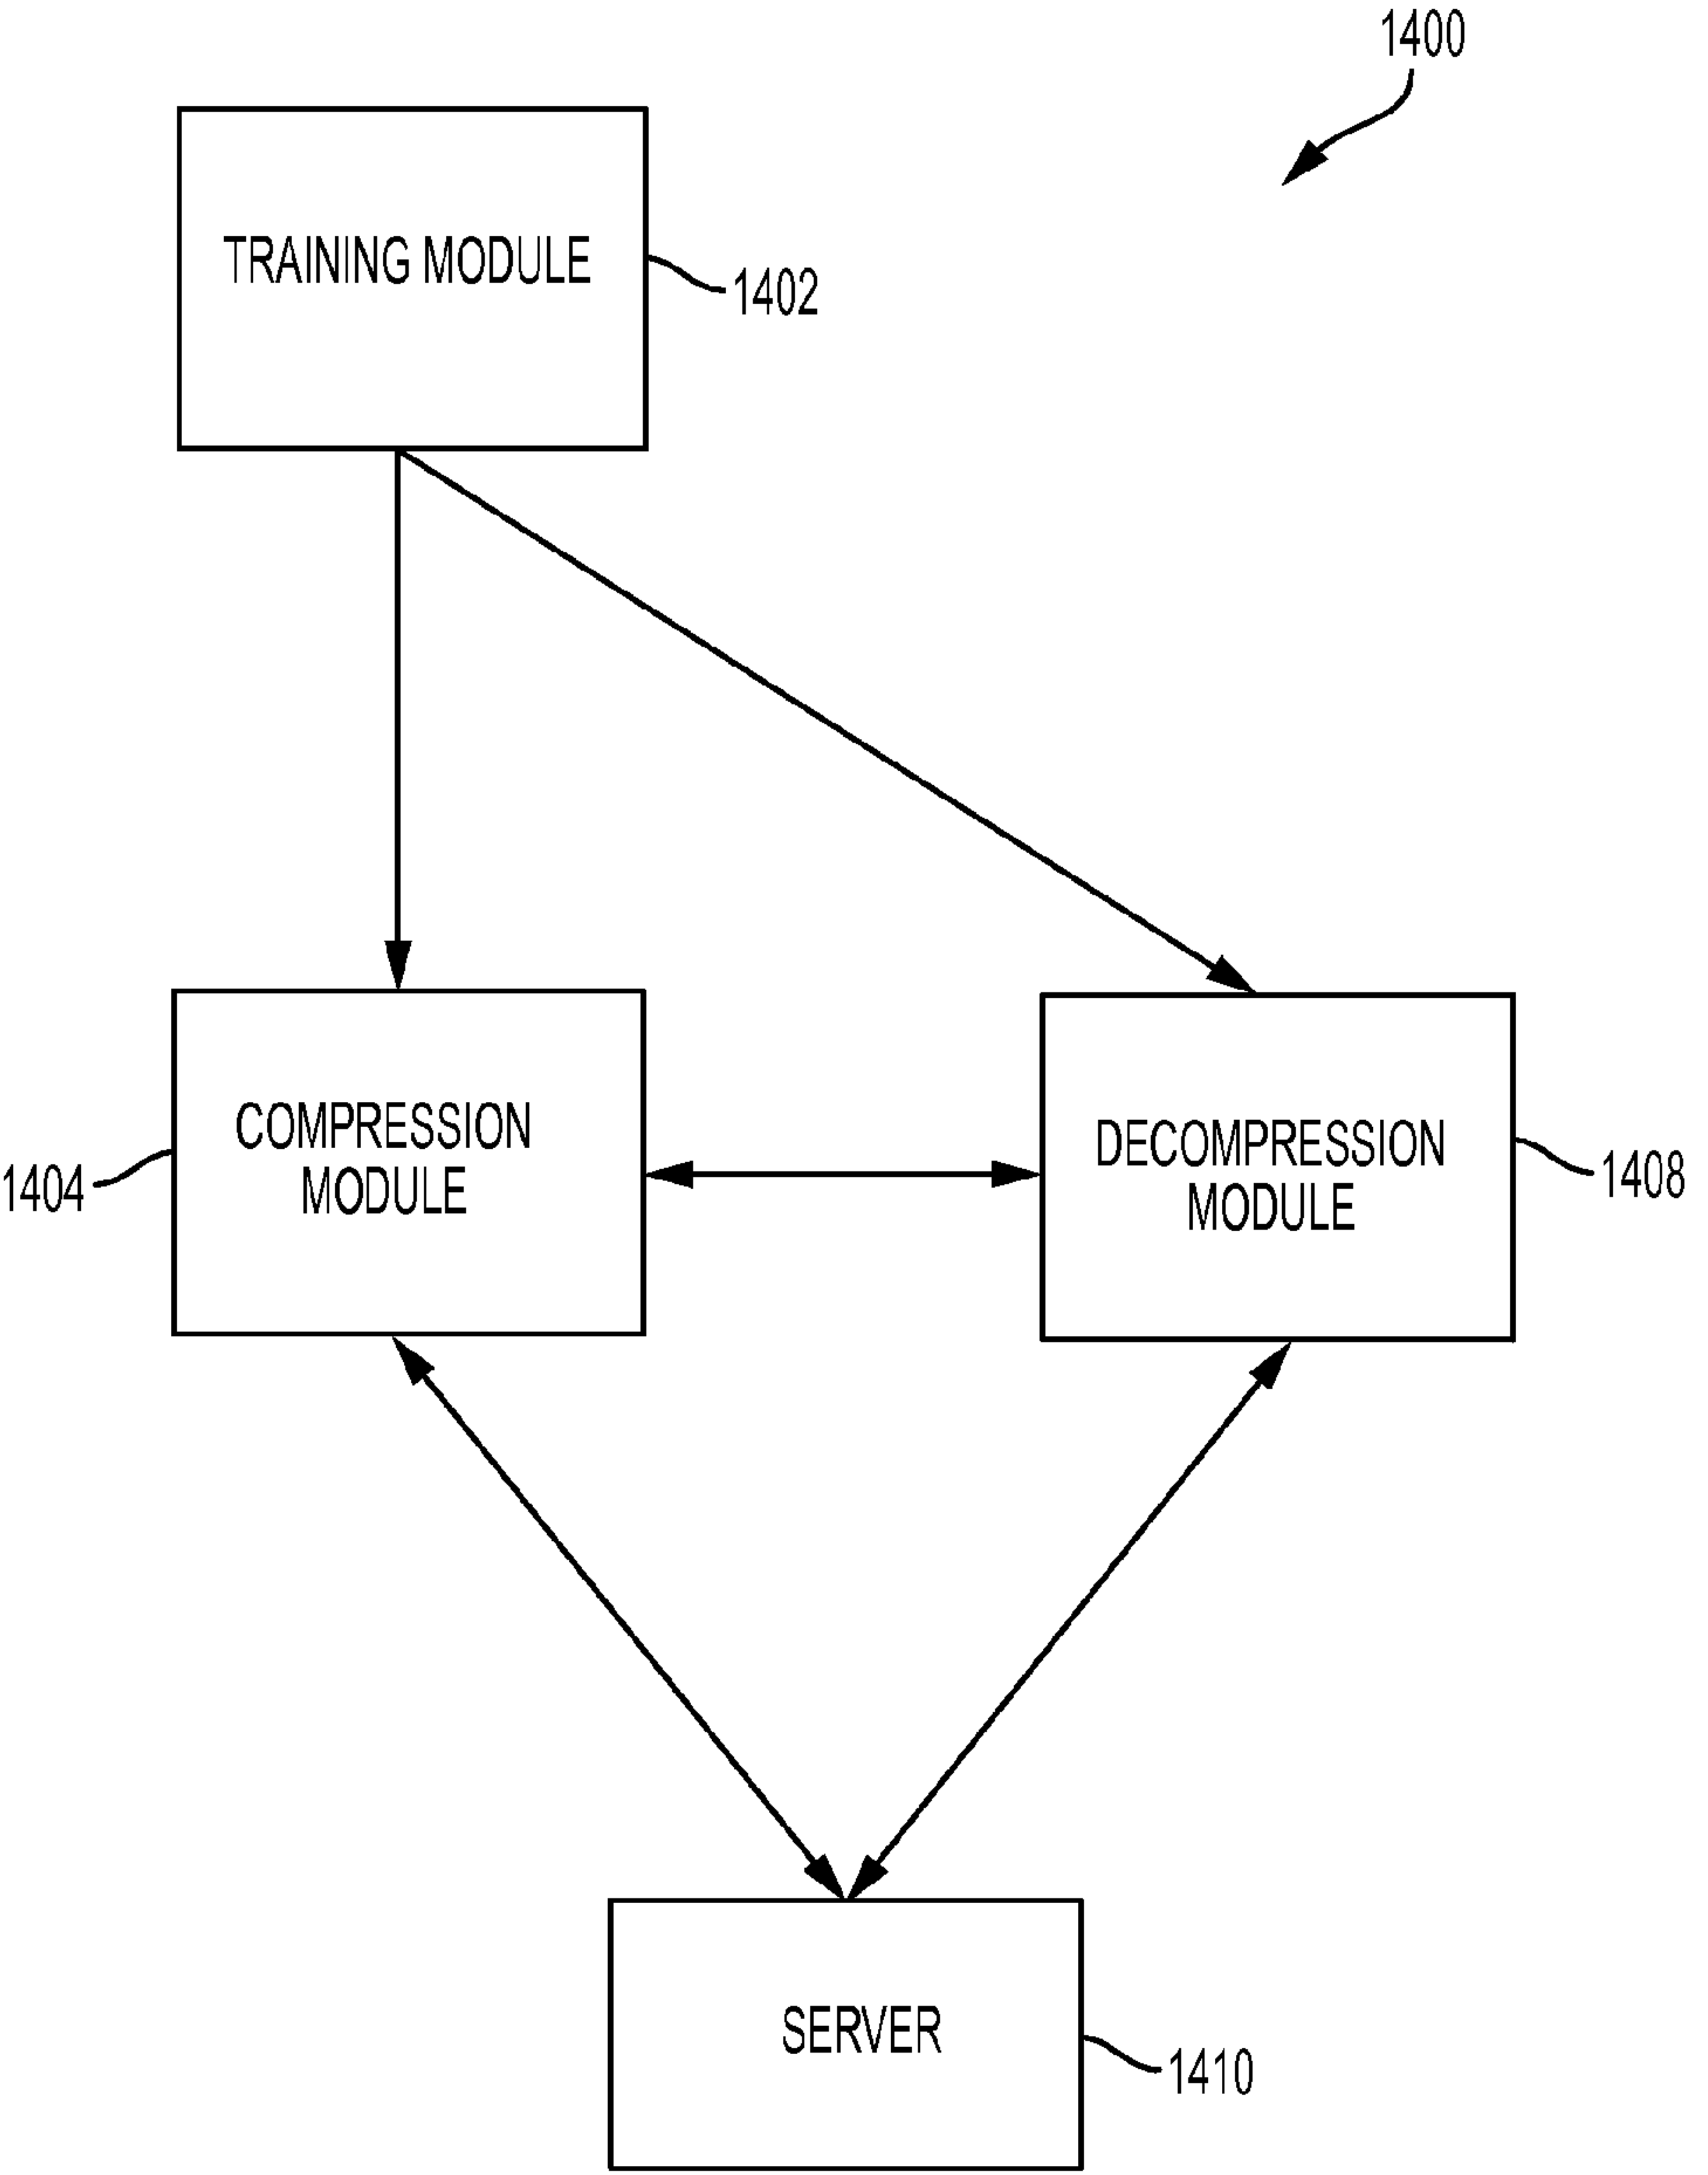 1400
TRAINING MODULE
1402
COMPRESSION
MODULE
1404
DECOMPRESSION
MODULE
1408
SERVER
1410